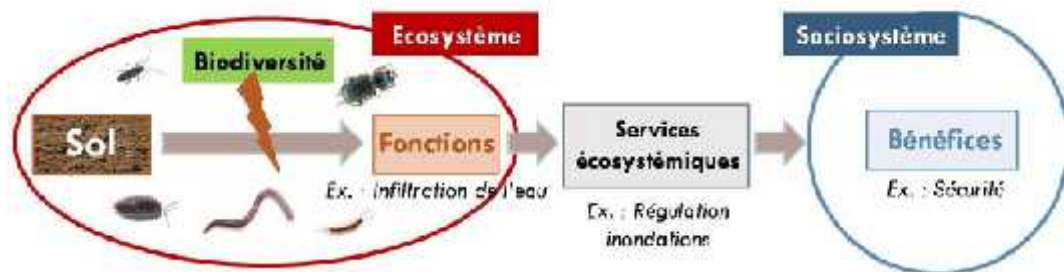 Ecosystème
Sociosystème
Biodiversité
Sol
Fonctions
Services
écosystémiques
Bénéfices
Ex. : Infiltration de l'eau
Ex. : Régulation
inondations
Ex. : Sécurité